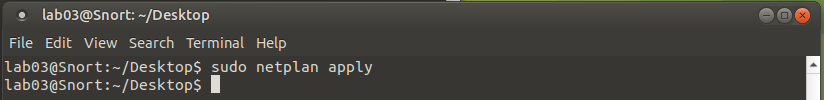 lab03@Snort: ~/Desktop
File Edit View Search Terminal Help
lab03@Snort:~/Desktop$ sudo netplan apply
lab03@Snort:~/Desktop$